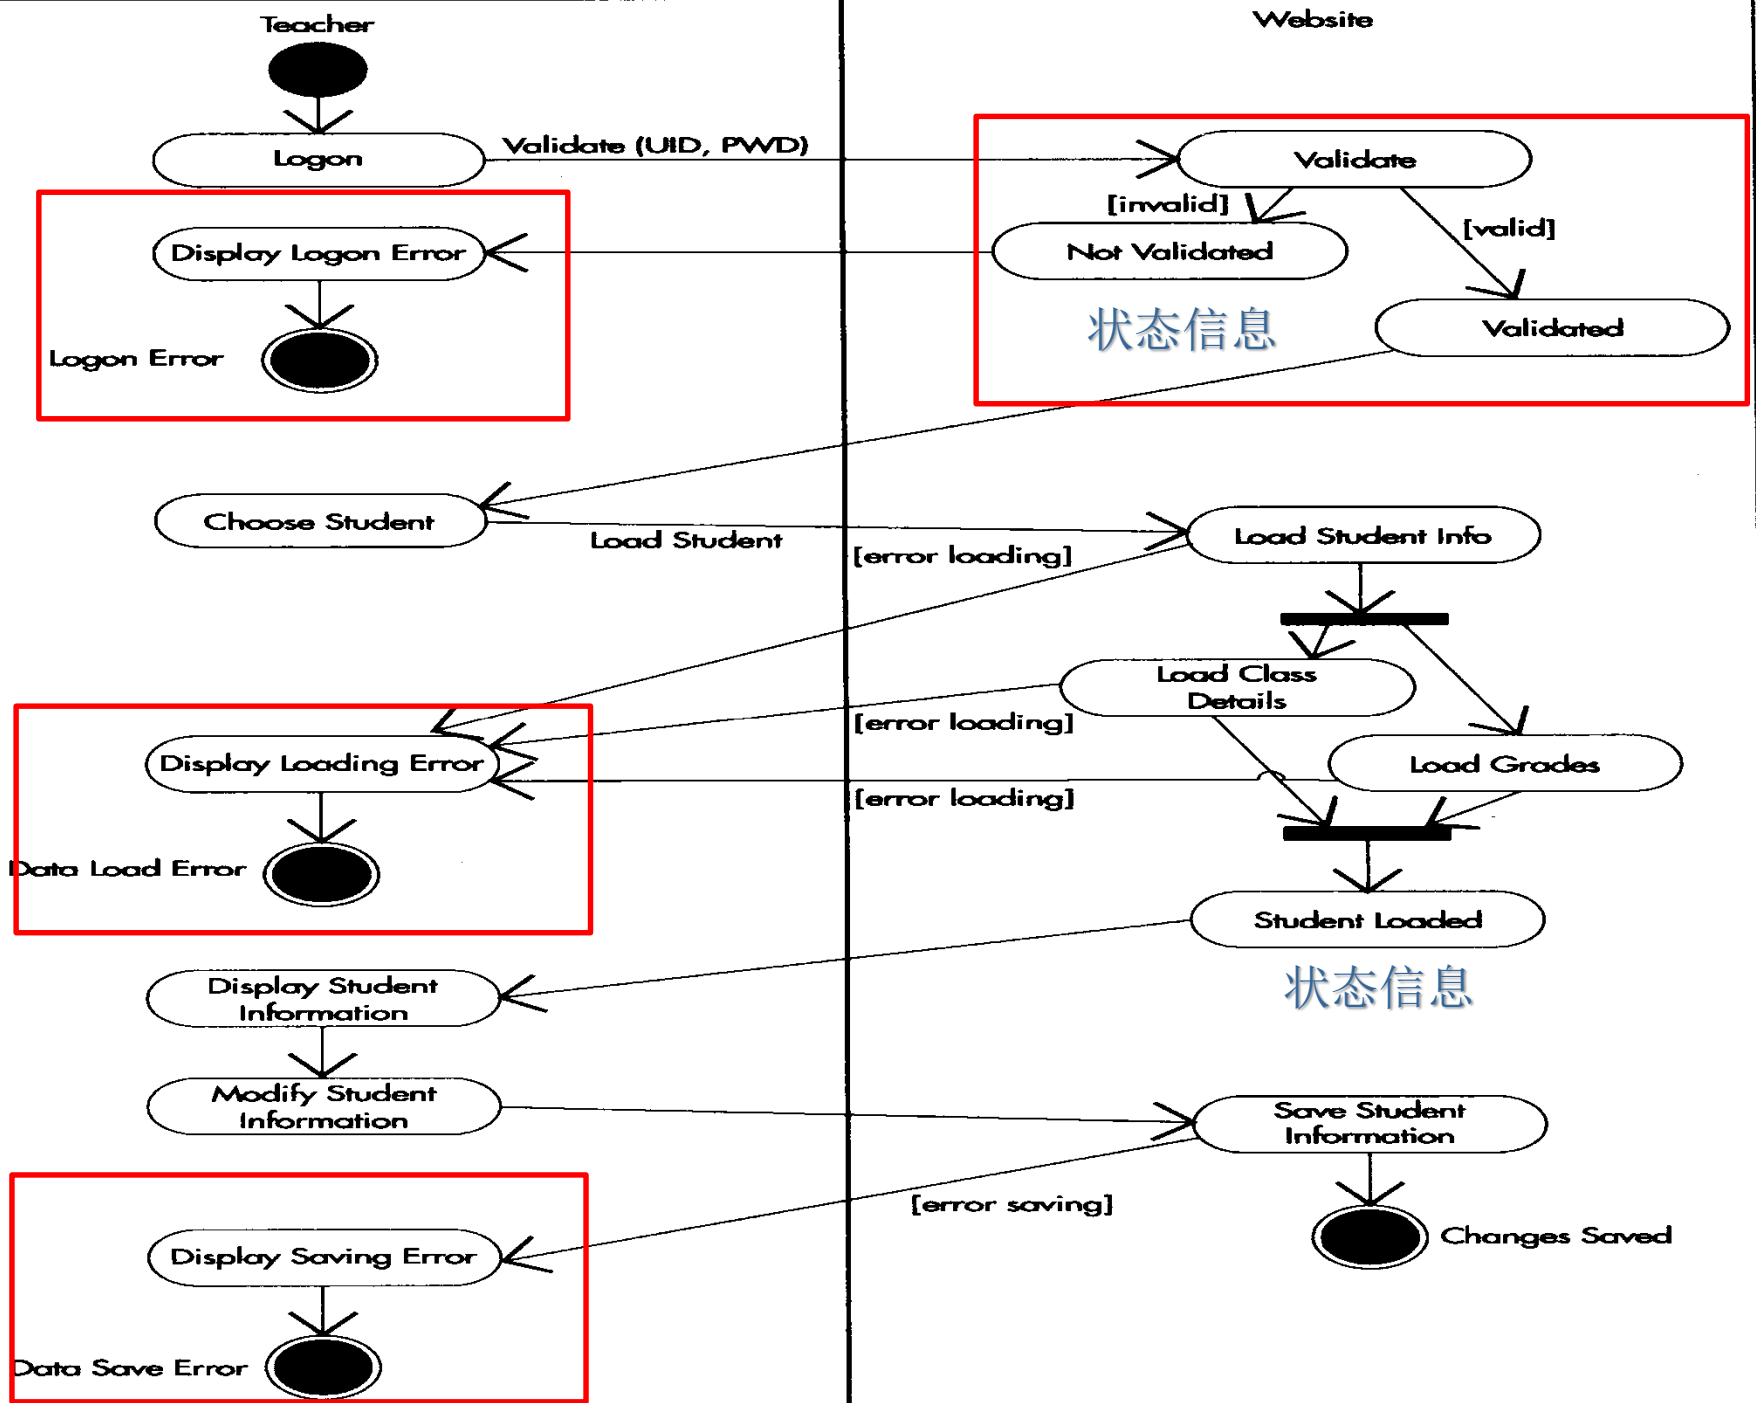 Teacher
Website
Logon
Validate (UID, PWD)
Validate
[invalid]
[valid]
Display Logon Error
Not Validated
状态信息
Validated
Logon Error
Choose Student
Load Student
[error loading]
Load Student Info
Load Class
Details
[error loading]
Display Loading Error
Load Grades
[error loading]
Data Load Error
Student Loaded
状态信息
Display Student
Information
Modify Student
Information
Save Student
Information
[error saving]
Changes Saved
Display Saving Error
Data Save Error